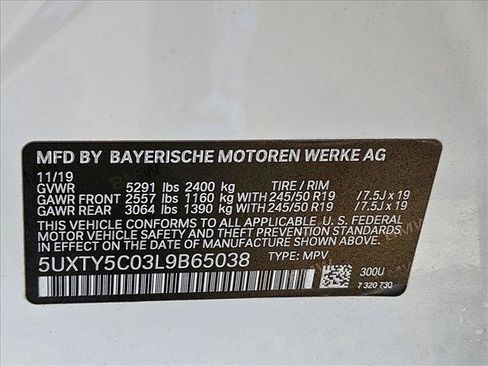 MFD BY BAYERISCHE MOTOREN WERKE AG
11/19
GVWR 5291 lbs 2400 kg TIRE / RIM
GAWR FRONT 2557 lbs 1160 kg WITH 245/50 R19 / 7.5J x 19
GAWR REAR 3064 lbs 1390 kg WITH 245/50 R19 / 7.5J x 19
THIS VEHICLE CONFORMS TO ALL APPLICABLE U. S. FEDERAL
MOTOR VEHICLE SAFETY AND THEFT PREVENTION STANDARDS
IN EFFECT ON THE DATE OF MANUFACTURE SHOWN ABOVE.
5UXTY5C03L9B65038 TYPE: MPV
300U
7 320 730